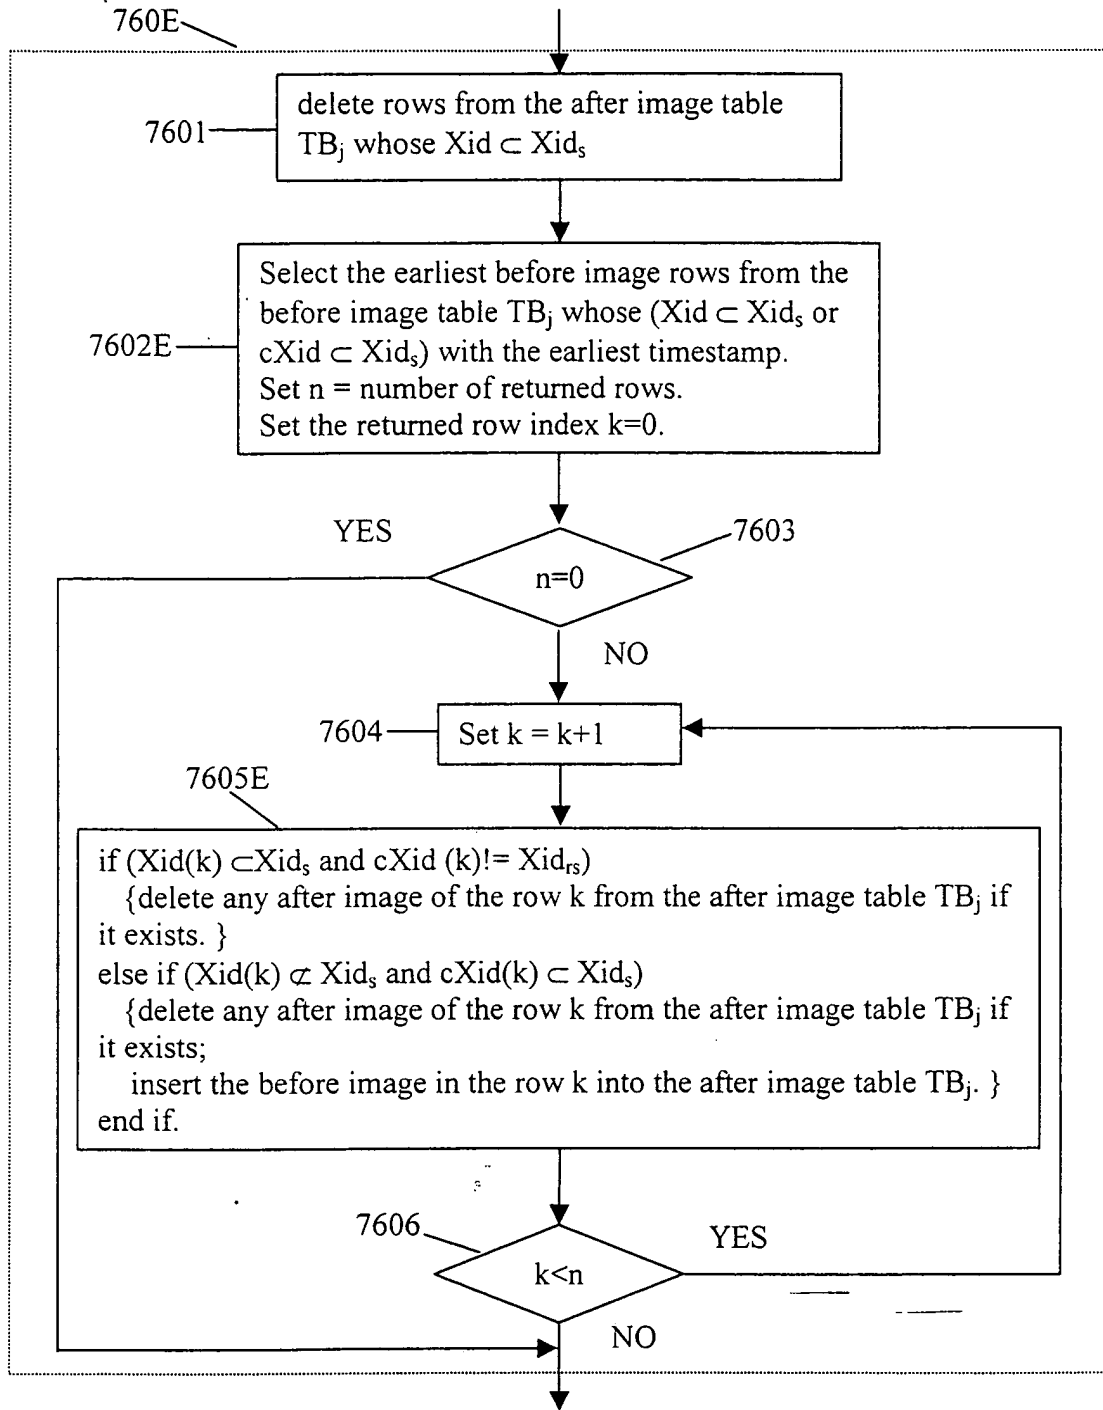 760E
7601
delete rows from the after image table
TBj whose Xid ⊂ Xids
7602E
Select the earliest before image rows from the
before image table TBj whose (Xid ⊂ Xids or
cXid ⊂ Xids) with the earliest timestamp.
Set n = number of returned rows.
Set the returned row index k=0.
YES
7603
n=0
NO
7604
Set k = k+1
7605E
if (Xid(k) ⊂Xids and cXid (k)!= Xidrs)
{delete any after image of the row k from the after image table TBj if
it exists. }
else if (Xid(k) ⊄ Xids and cXid(k) ⊂ Xids)
{delete any after image of the row k from the after image table TBj if
it exists;
insert the before image in the row k into the after image table TBj. }
end if.
7606
YES
k<n
NO